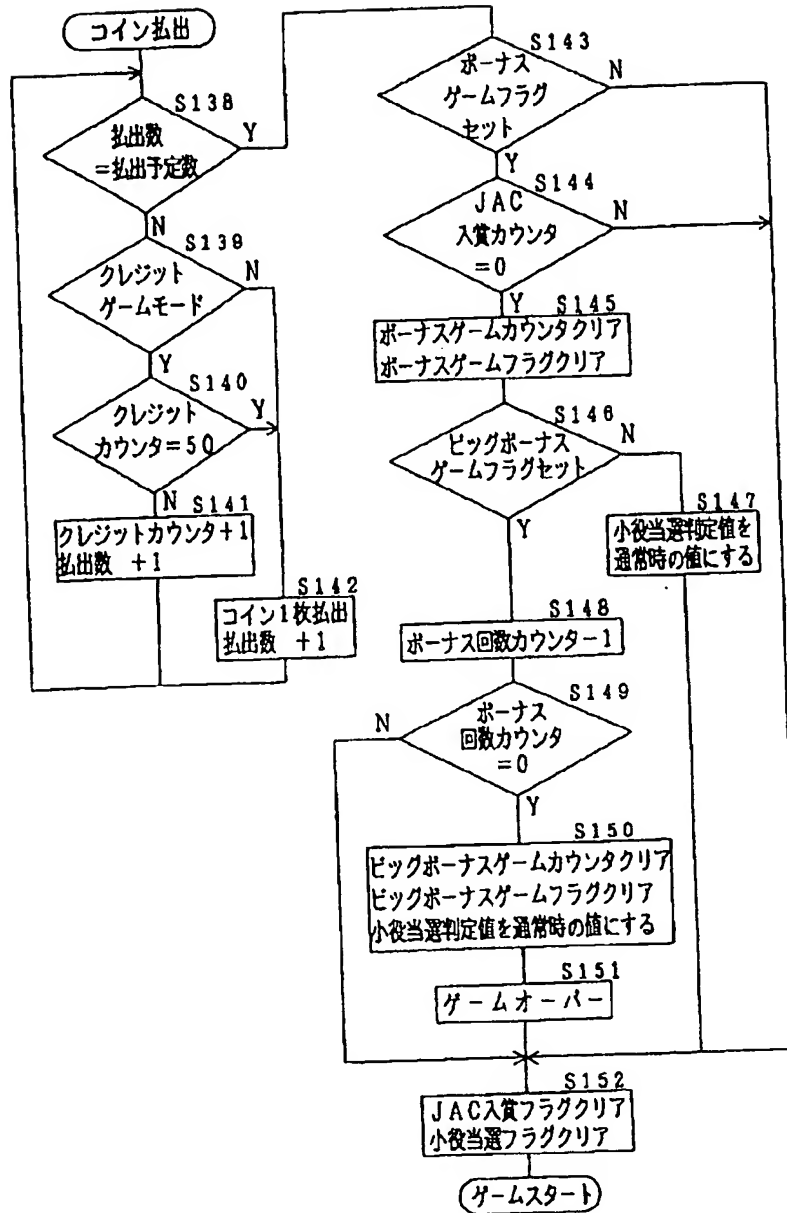 コイン払出
S138
払出数
=払出予定数
Y
N
S139
クレジット
ゲームモード
N
Y
S140
クレジット
カウンタ=50
Y
N
S141
クレジットカウンタ+1
払出数 +1
S142
コイン1枚払出
払出数 +1
S143
ボーナス
ゲームフラグ
セット
N
Y
S144
JAC
入賞カウンタ
=0
N
Y
S145
ボーナスゲームカウンタクリア
ボーナスゲームフラグクリア
S146
ビッグボーナス
ゲームフラグセット
N
Y
S147
小役当選判定値を
通常時の値にする
S148
ボーナス回数カウンタ-1
S149
ボーナス
回数カウンタ
=0
N
Y
S150
ビッグボーナスゲームカウンタクリア
ビッグボーナスゲームフラグクリア
小役当選判定値を通常時の値にする
S151
ゲームオーバー
S152
JAC入賞フラグクリア
小役当選フラグクリア
ゲームスタート